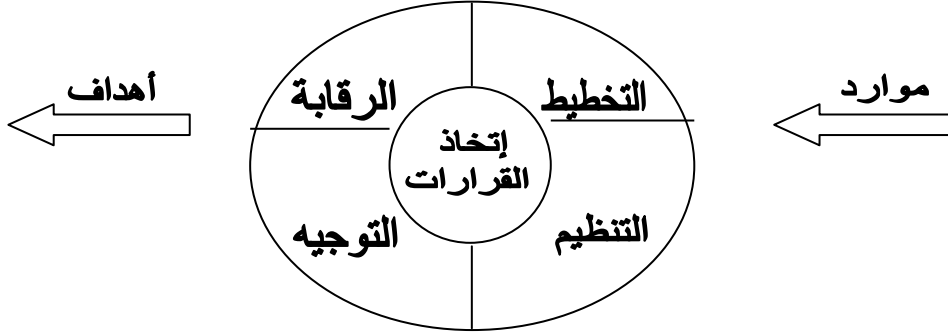 موارد
التخطيط
الرقابة
أهداف
إتخاذ
القرارات
التنظيم
التوجيه